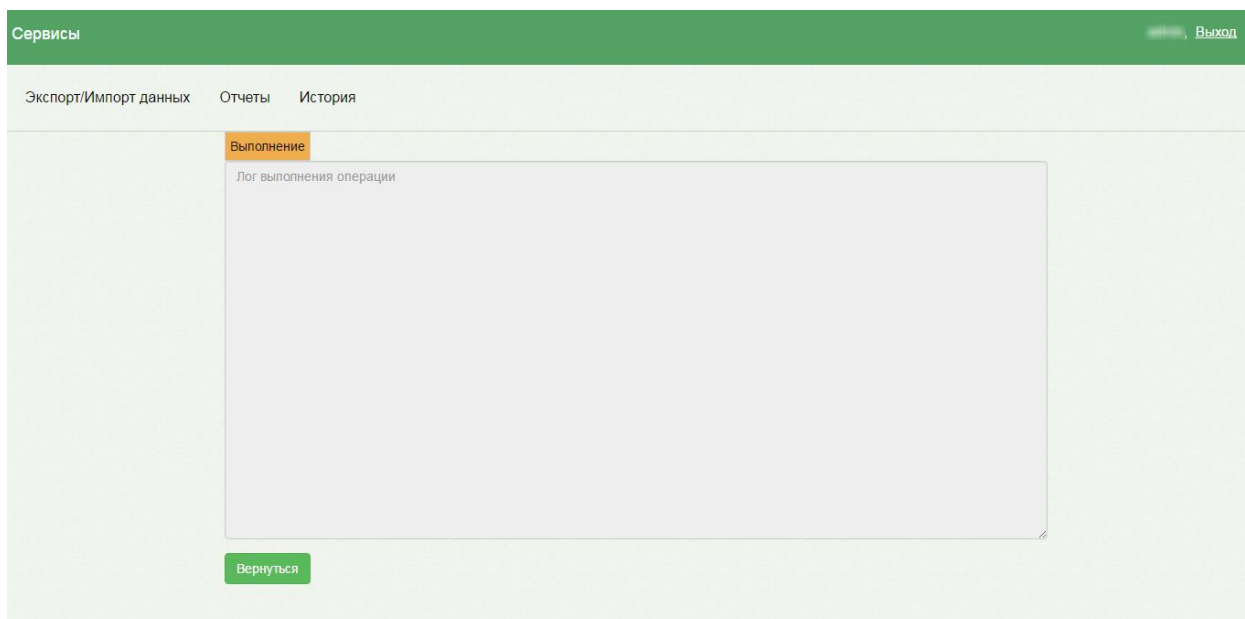 Сервисы
, Выход
Экспорт/Импорт данных Отчеты История
Выполнение
Лог выполнения операции
Вернуться